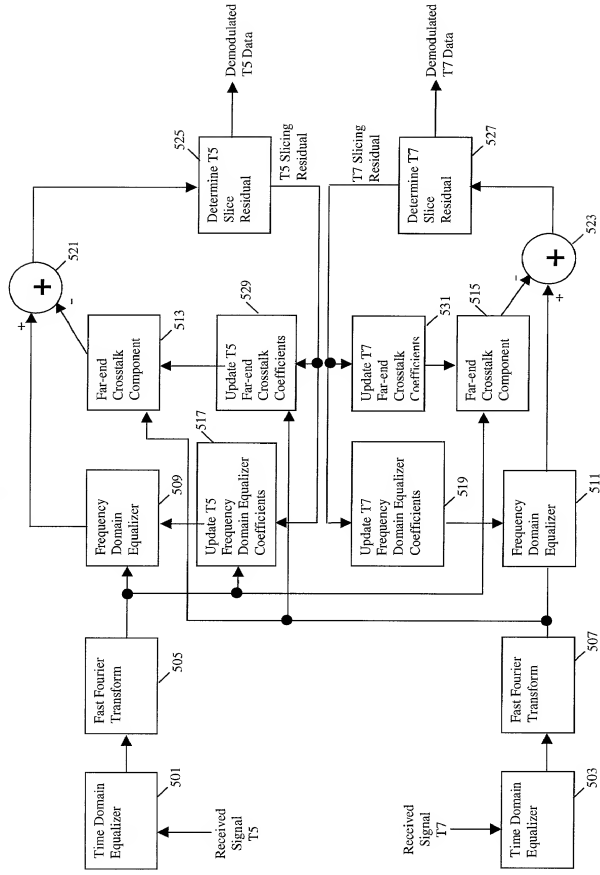 Received
Signal
T5
Time Domain
Equalizer
501
Fast Fourier
Transform
505
Frequency
Domain
Equalizer
509
Update T5
Frequency
Domain Equalizer
Coefficients
517
Far-end
Crosstalk
Component
513
Update T5
Far-end
Crosstalk
Coefficients
529
+
-
+
521
Determine T5
Slice
Residual
525
T5 Slicing
Residual
Demodulated
T5 Data
Received
Signal
T7
Time Domain
Equalizer
503
Fast Fourier
Transform
507
Update T7
Frequency
Domain Equalizer
Coefficients
519
Frequency
Domain
Equalizer
511
Update T7
Far-end
Crosstalk
Coefficients
531
Far-end
Crosstalk
Component
515
-
+
+
523
T7 Slicing
Residual
Determine T7
Slice
Residual
527
Demodulated
T7 Data